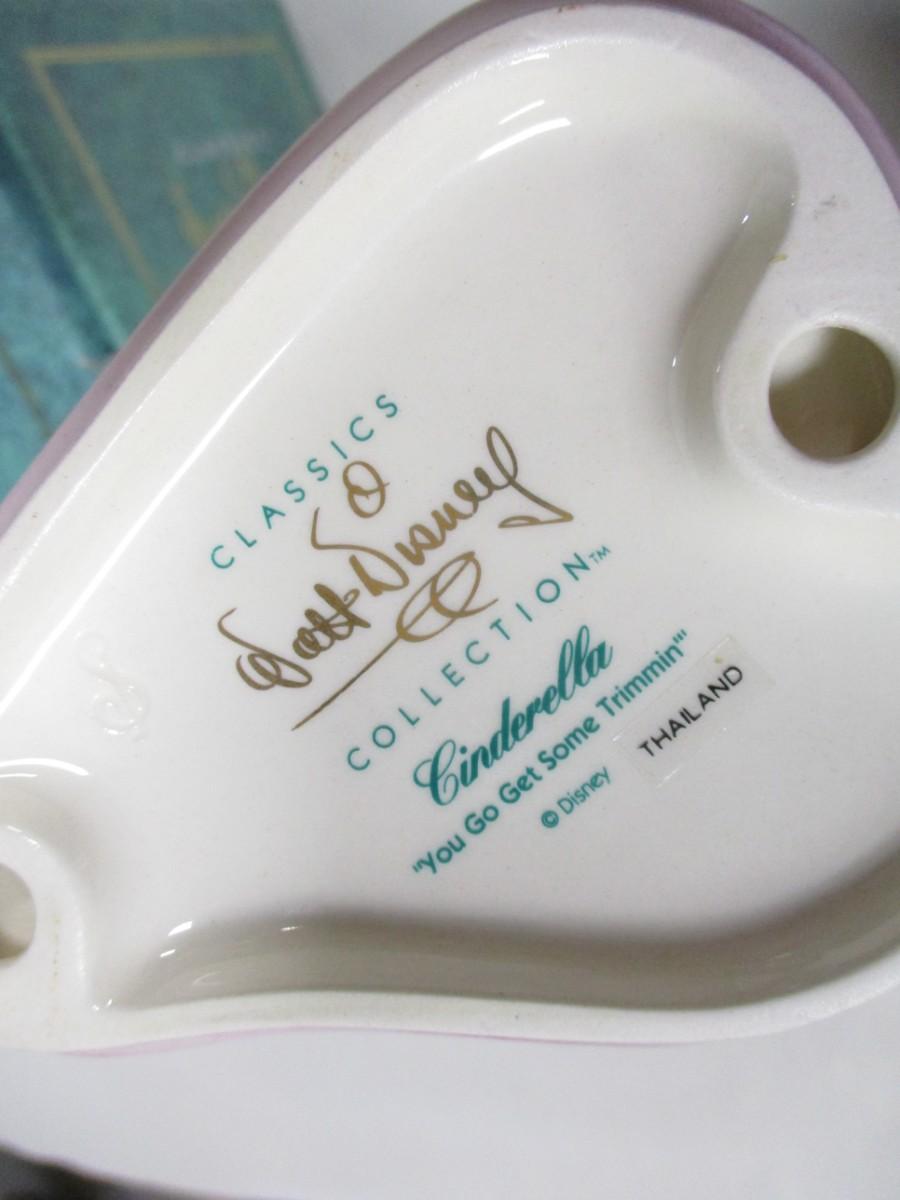 CLASSICS
Walt Disney
COLLECTION™
Cinderella
"You Go Get Some Trimmin'"
© Disney
THAILAND